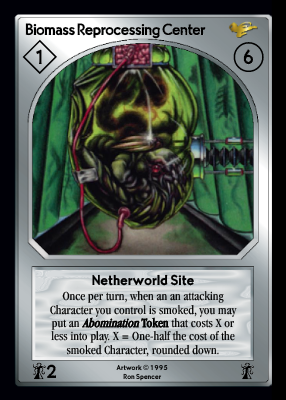 Biomass Reprocessing Center
1
6
Netherworld Site
Once per turn, when an an attacking
Character you control is smoked, you may
put an Abomination Token that costs X or
less into play. X = One-half the cost of the
smoked Character, rounded down.
2
Artwork © 1995
Ron Spencer
6